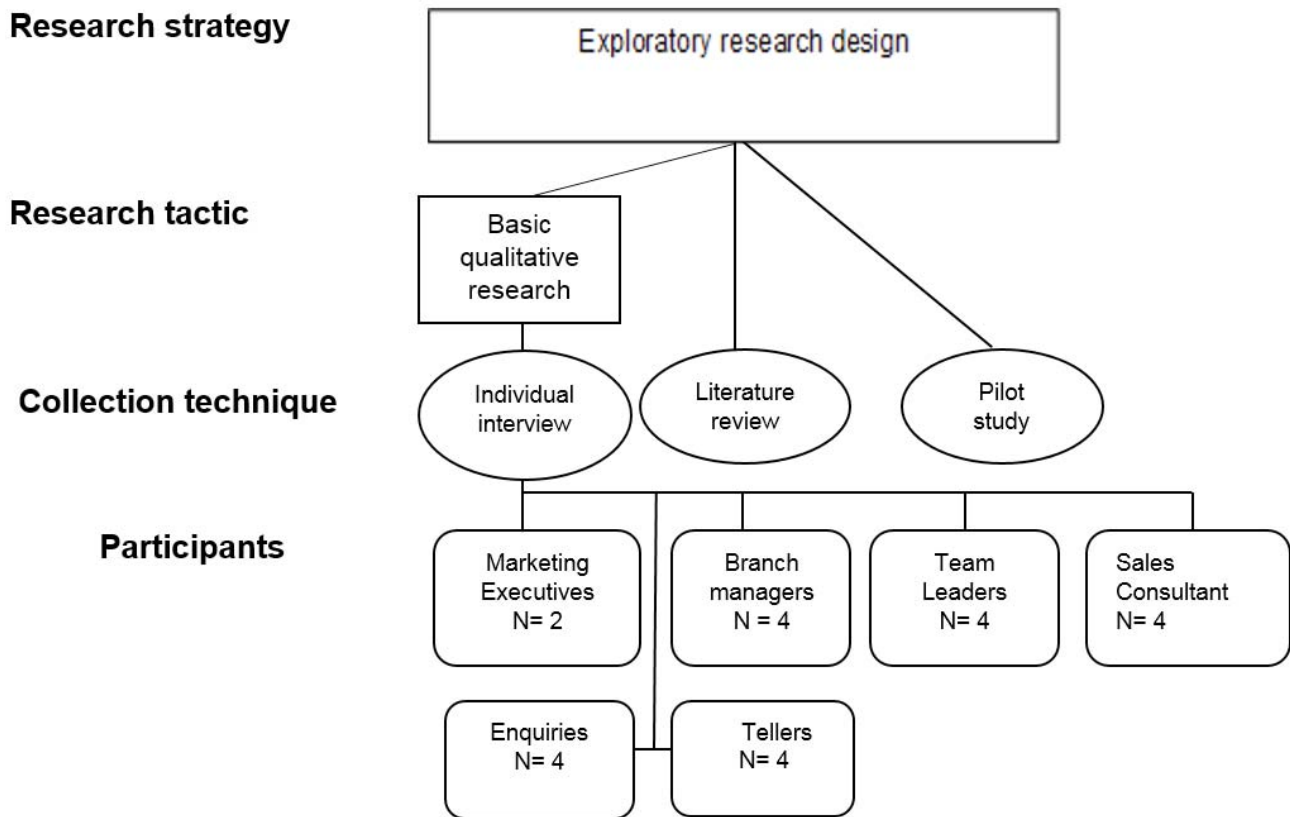 Research strategy
Exploratory research design
Research tactic
Basic
qualitative
research
Collection technique
Individual
interview
Literature
review
Pilot
study
Participants
Marketing
Executives
N= 2
Branch
managers
N = 4
Team
Leaders
N= 4
Sales
Consultant
N= 4
Enquiries
N= 4
Tellers
N= 4